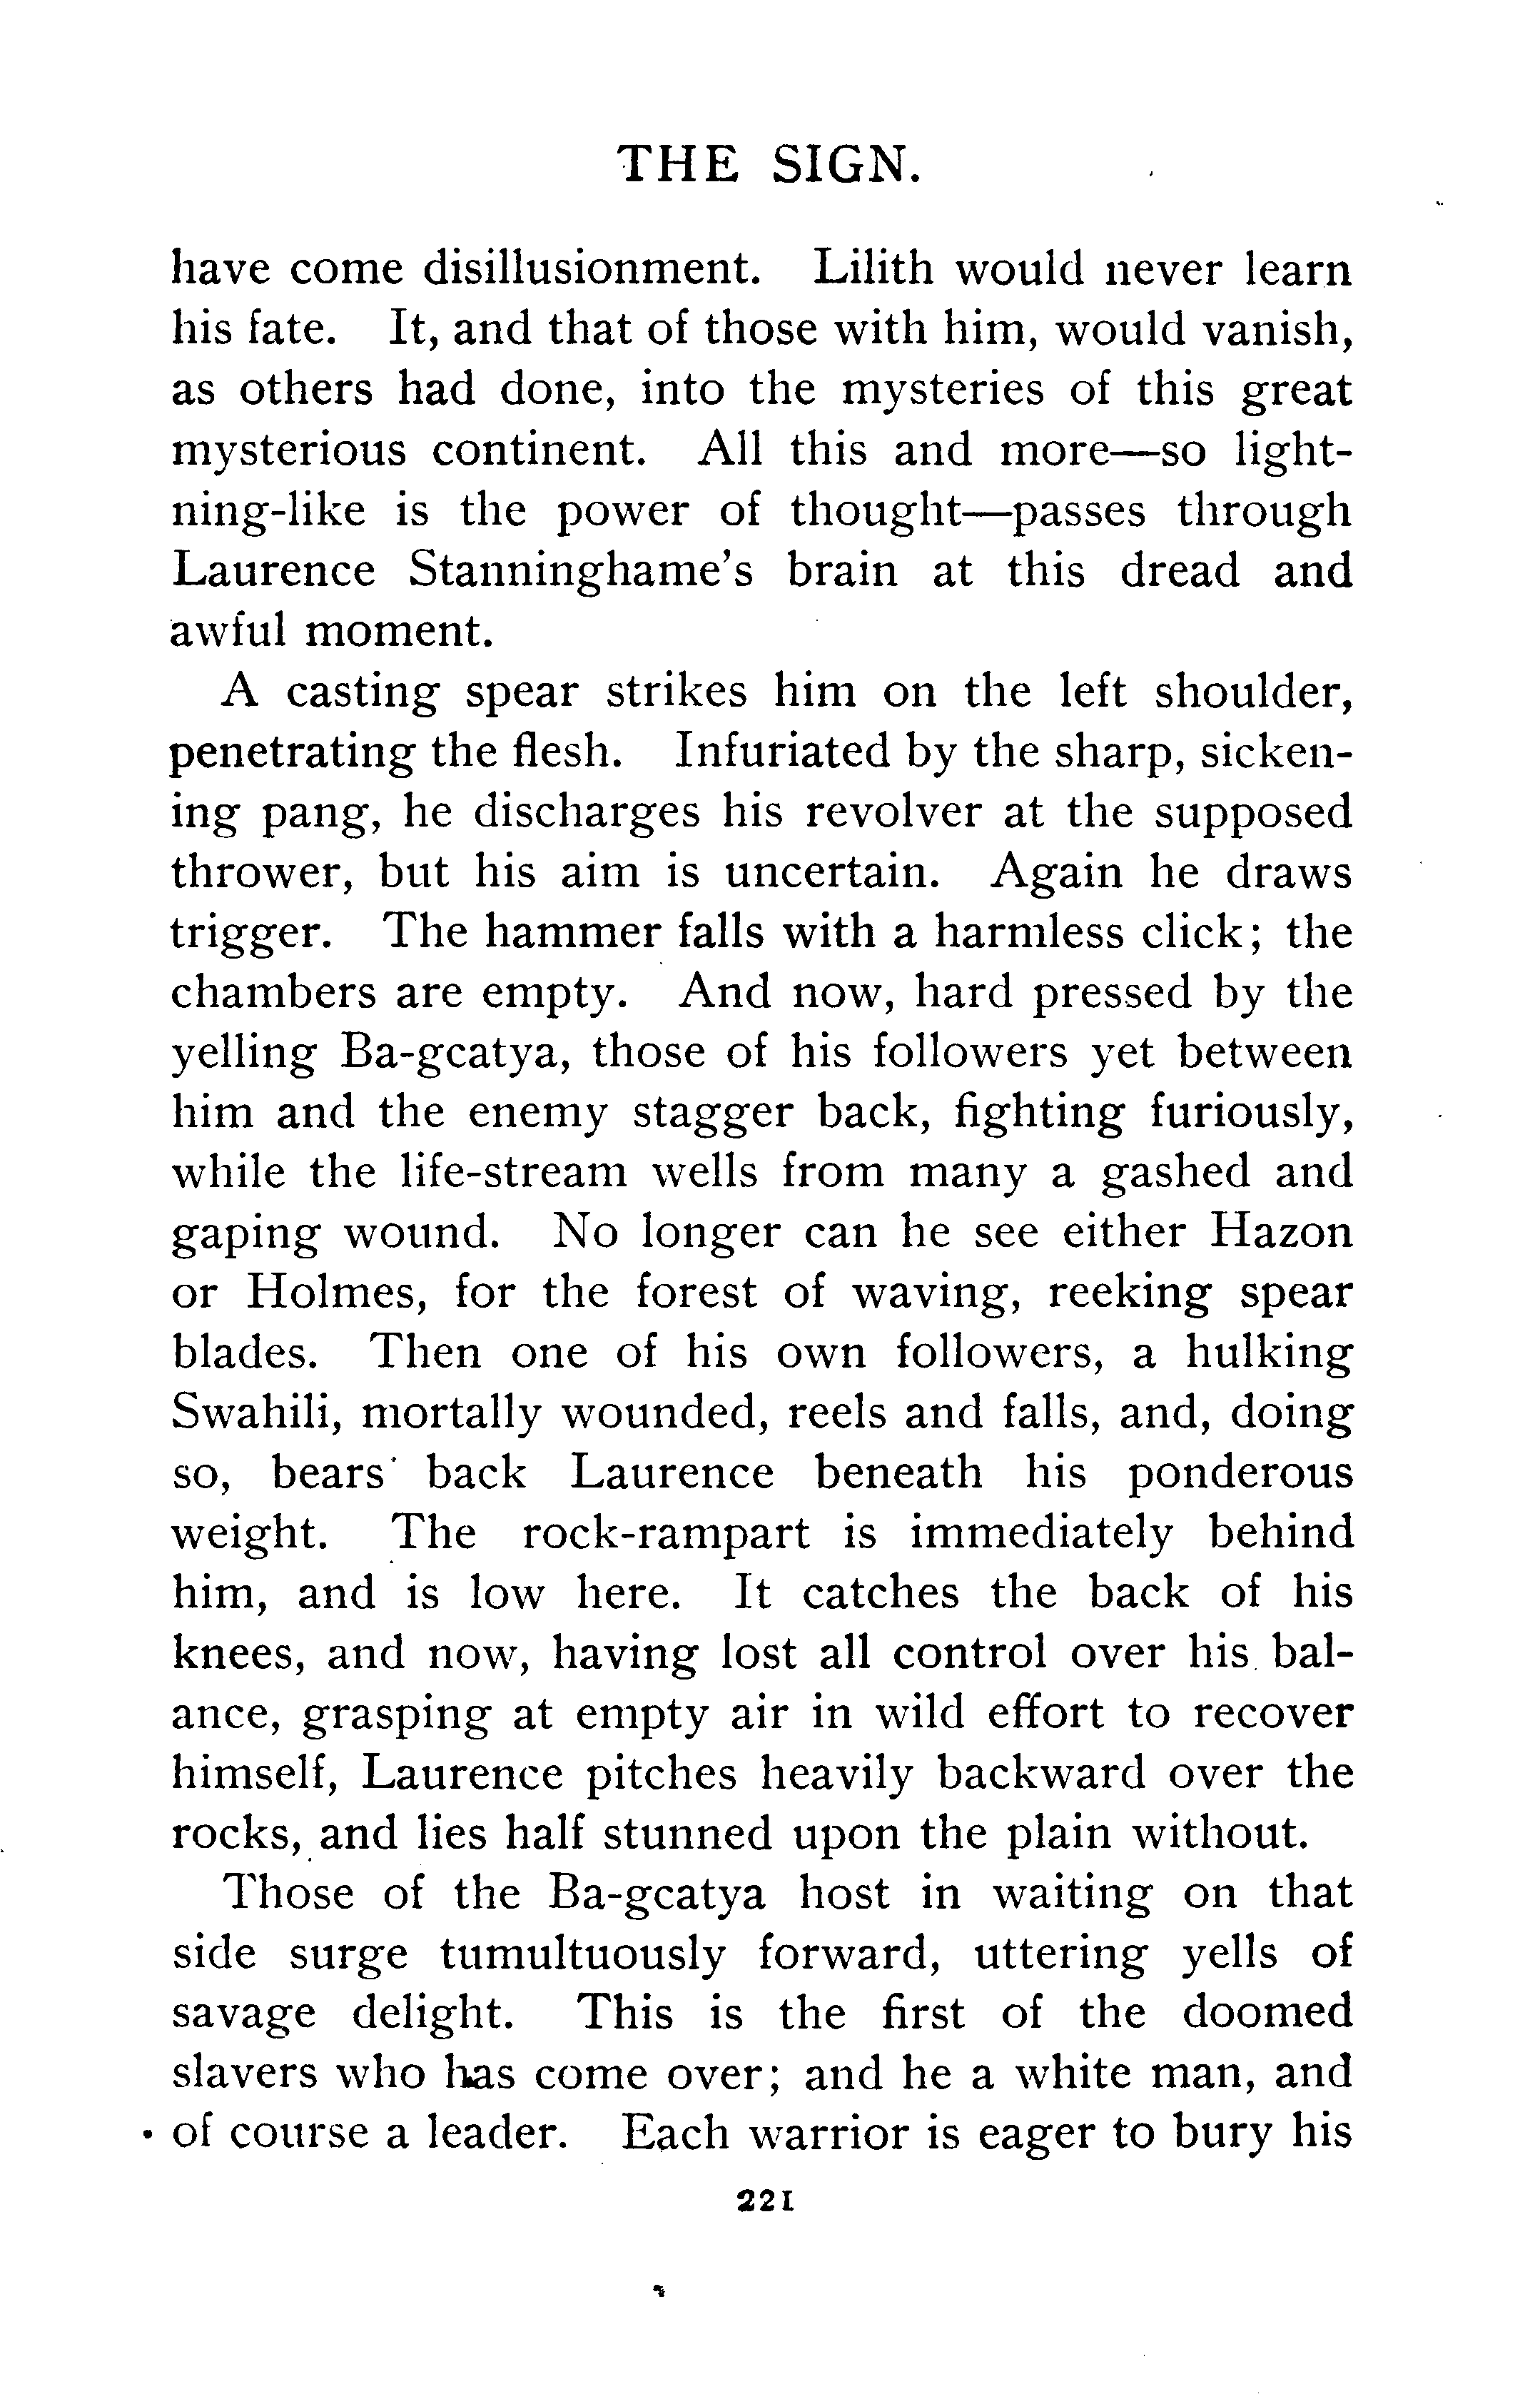 THE SIGN.
have come disillusionment. Lilith would never learn
his fate. It, and that of those with him, would vanish,
as others had done, into the mysteries of this great
mysterious continent. All this and more—so light-
ning-like is the power of thought—passes through
Laurence Stanninghame's brain at this dread and
awful moment.
A casting spear strikes him on the left shoulder,
penetrating the flesh. Infuriated by the sharp, sicken-
ing pang, he discharges his revolver at the supposed
thrower, but his aim is uncertain. Again he draws
trigger. The hammer falls with a harmless click; the
chambers are empty. And now, hard pressed by the
yelling Ba-gcatya, those of his followers yet between
him and the enemy stagger back, fighting furiously,
while the life-stream wells from many a gashed and
gaping wound. No longer can he see either Hazon
or Holmes, for the forest of waving, reeking spear
blades. Then one of his own followers, a hulking
Swahili, mortally wounded, reels and falls, and, doing
so, bears back Laurence beneath his ponderous
weight. The rock-rampart is immediately behind
him, and is low here. It catches the back of his
knees, and now, having lost all control over his bal-
ance, grasping at empty air in wild effort to recover
himself, Laurence pitches heavily backward over the
rocks, and lies half stunned upon the plain without.
Those of the Ba-gcatya host in waiting on that
side surge tumultuously forward, uttering yells of
savage delight. This is the first of the doomed
slavers who has come over; and he a white man, and
of course a leader. Each warrior is eager to bury his
221